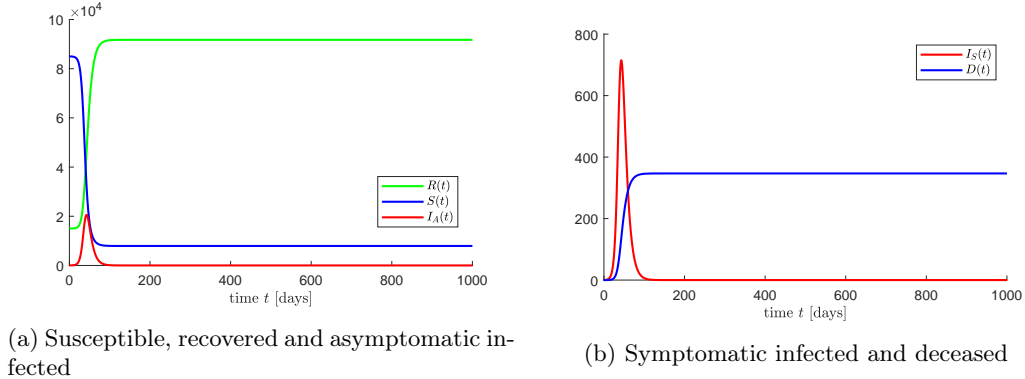 ×10⁴
10
8
6
4
2
0
0 200 400 600 800 1000
time t [days]
R(t)
S(t)
I_A(t)
(a) Susceptible, recovered and asymptomatic in-
fected
800
600
400
200
0
0 200 400 600 800 1000
time t [days]
I_S(t)
D(t)
(b) Symptomatic infected and deceased